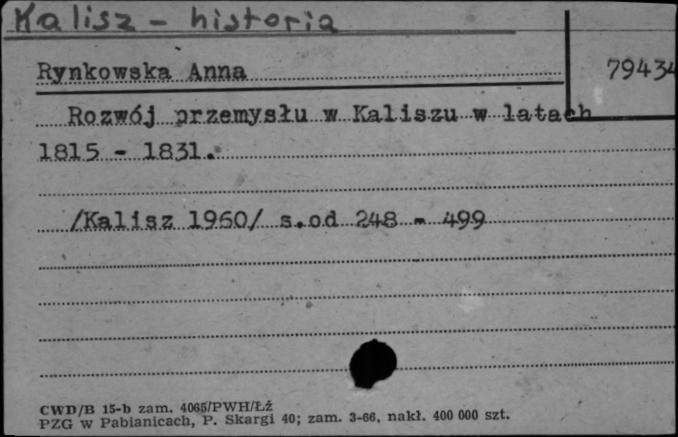 Kalisz - historia
Rynkowska Anna
79434
Rozwój przemysłu w Kaliszu w latach
1815 - 1831.
/Kalisz 1960/ s.od 248 - 499
CWD/B 15-b zam. 4065/PWH/Łź
PZG w Pabianicach, P. Skargi 40; zam. 3-66, nakł. 400 000 szt.